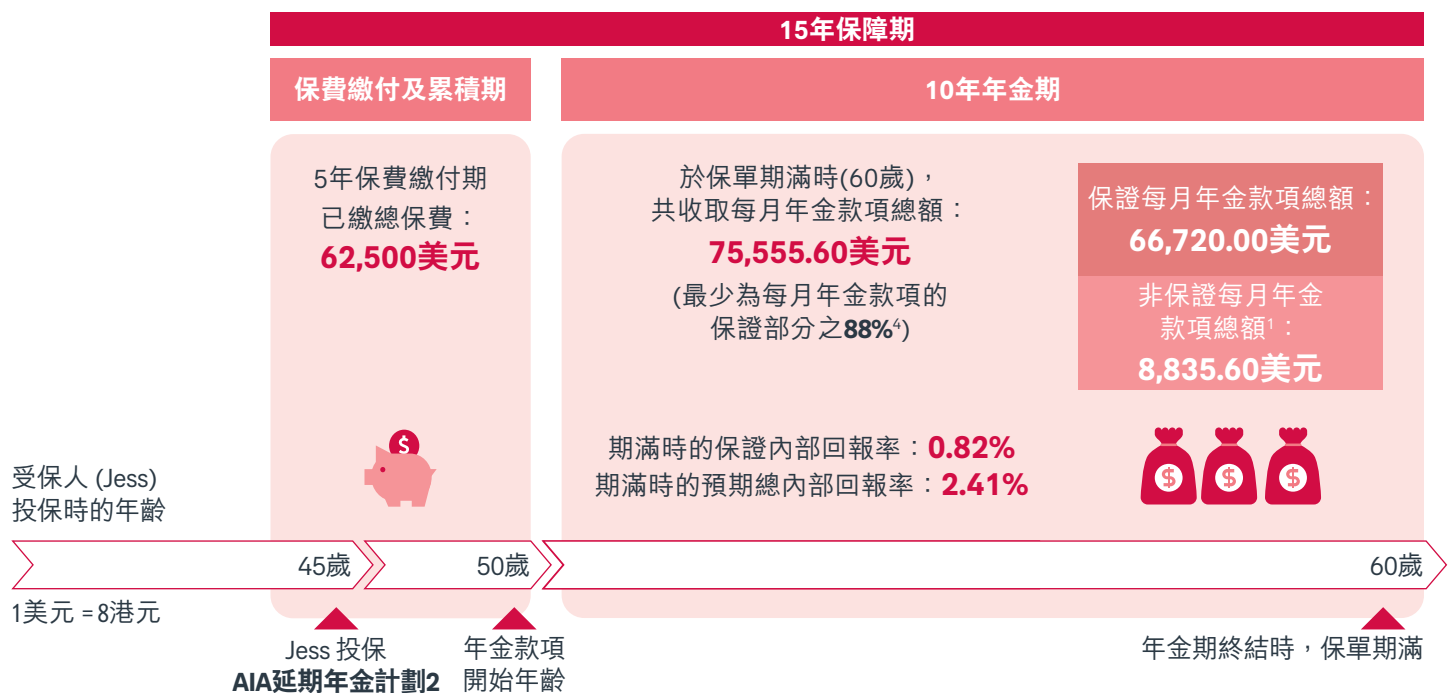 15年保障期
保費繳付及累積期
10年年金期
5年保費繳付期
已繳總保費：
62,500美元
於保單期滿時(60歲)，
共收取每月年金款項總額：
75,555.60美元
(最少為每月年金款項的
保證部分之88%⁴)
保證每月年金款項總額：
66,720.00美元
非保證每月年金
款項總額¹：
8,835.60美元
$
期滿時的保證內部回報率：0.82%
期滿時的預期總內部回報率：2.41%
$ $ $
受保人 (Jess)
投保時的年齡
45歲
50歲
60歲
1美元 = 8港元
Jess 投保
AIA延期年金計劃2
年金款項
開始年齡
年金期終結時，保單期滿